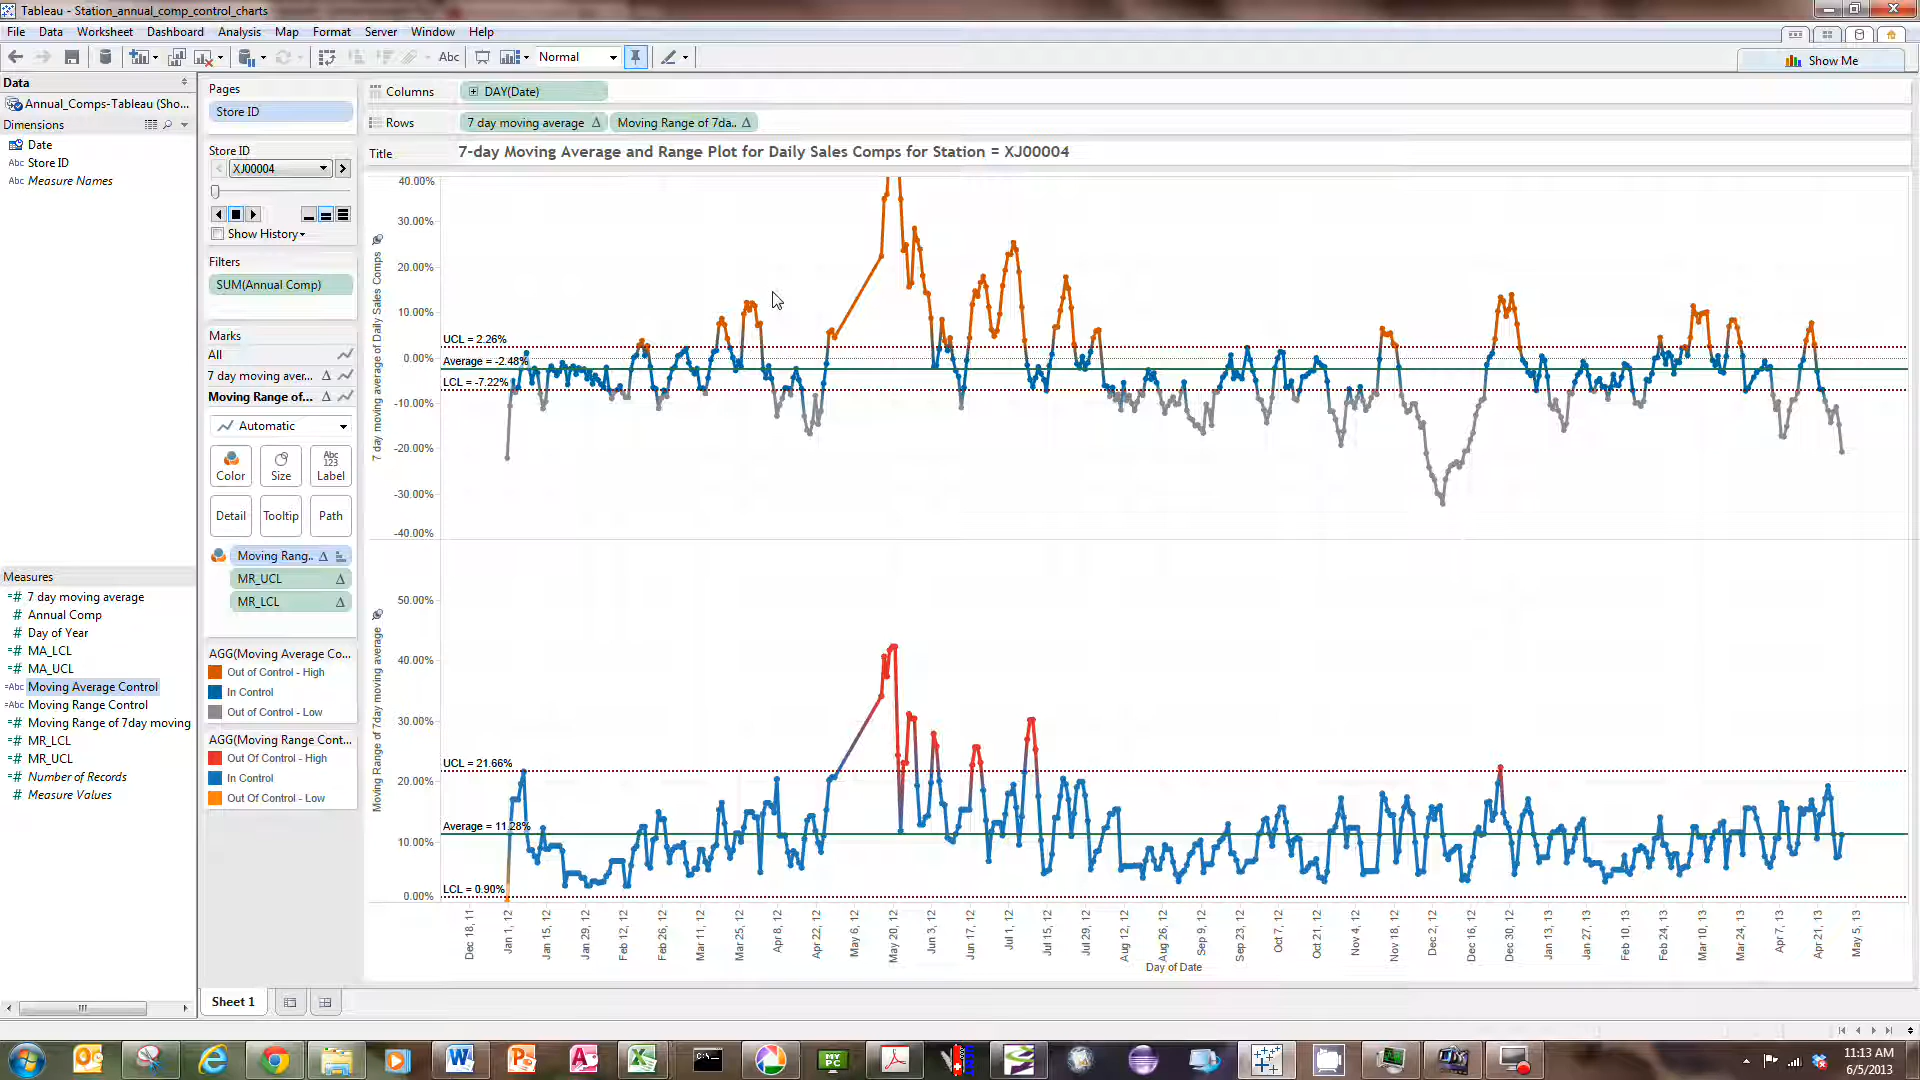 Tableau - Station_annual_comp_control_charts
File Data Worksheet Dashboard Analysis Map Format Server Window Help
Abc Normal
Show Me
Data
Annual_Comps-Tableau (Sho...
Dimensions
Date
Abc Store ID
Abc Measure Names
Measures
=# 7 day moving average
# Annual Comp
# Day of Year
=# MA_LCL
=# MA_UCL
=Abc Moving Average Control
=Abc Moving Range Control
=# Moving Range of 7day moving
=# MR_LCL
=# MR_UCL
=# Number of Records
# Measure Values
Pages
Store ID
Store ID
XJ00004
Show History
Filters
SUM(Annual Comp)
Marks
All
7 day moving aver... Δ
Moving Range of... Δ
Automatic
Abc
123
Color Size Label
Detail Tooltip Path
Moving Rang.. Δ
MR_UCL Δ
MR_LCL Δ
AGG(Moving Average Co...
Out of Control - High
In Control
Out of Control - Low
AGG(Moving Range Cont...
Out Of Control - High
In Control
Out Of Control - Low
Columns DAY(Date)
Rows 7 day moving average Δ Moving Range of 7da.. Δ
Title 7-day Moving Average and Range Plot for Daily Sales Comps for Station = XJ00004
7 day moving average of Daily Sales Comps
40.00%
30.00%
20.00%
10.00%
0.00%
-10.00%
-20.00%
-30.00%
-40.00%
UCL = 2.26%
Average = -2.48%
LCL = -7.22%
Moving Range of 7day moving average
50.00%
40.00%
30.00%
20.00%
10.00%
0.00%
UCL = 21.66%
Average = 11.28%
LCL = 0.90%
Dec 18, 11
Jan 1, 12
Jan 15, 12
Jan 29, 12
Feb 12, 12
Feb 26, 12
Mar 11, 12
Mar 25, 12
Apr 8, 12
Apr 22, 12
May 6, 12
May 20, 12
Jun 3, 12
Jun 17, 12
Jul 1, 12
Jul 15, 12
Jul 29, 12
Aug 12, 12
Aug 26, 12
Sep 9, 12
Sep 23, 12
Oct 7, 12
Oct 21, 12
Nov 4, 12
Nov 18, 12
Dec 2, 12
Dec 16, 12
Dec 30, 12
Jan 13, 13
Jan 27, 13
Feb 10, 13
Feb 24, 13
Mar 10, 13
Mar 24, 13
Apr 7, 13
Apr 21, 13
May 5, 13
Day of Date
Sheet 1
MY
PC
11:13 AM
6/5/2013